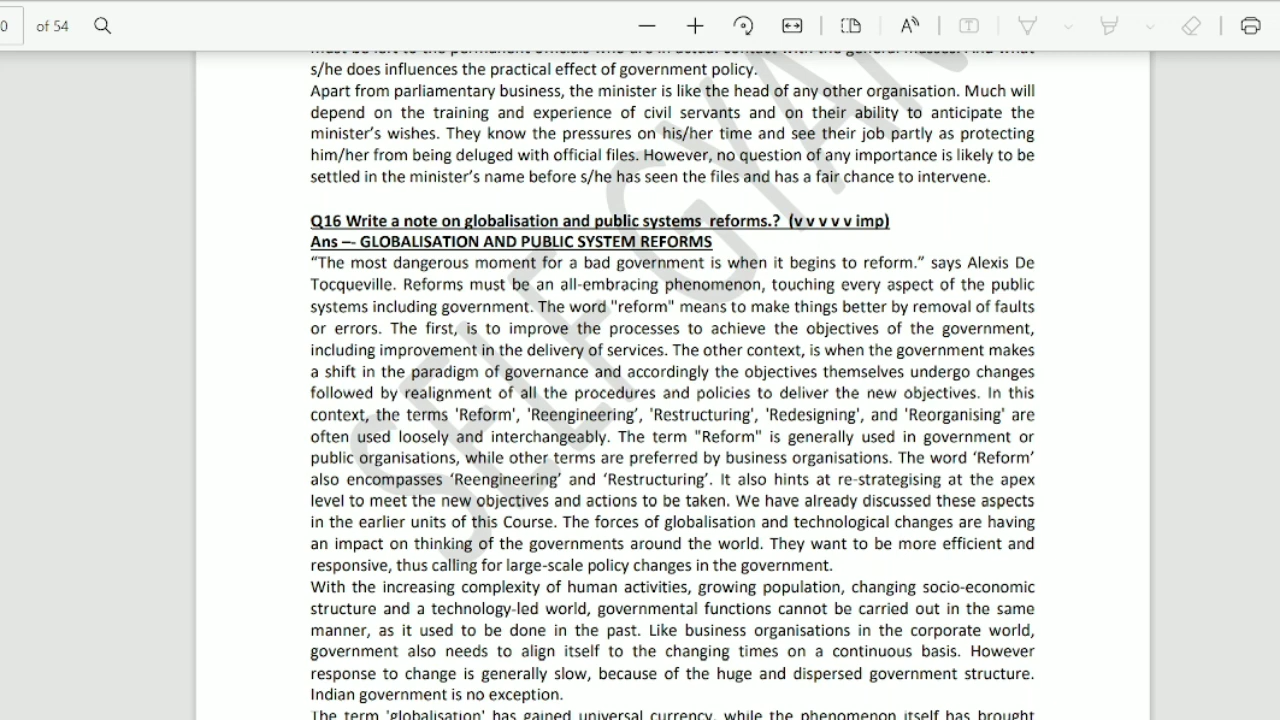 0 of 54
must be left to the permanent officials who are in actual contact with the general masses. And what
s/he does influences the practical effect of government policy.
Apart from parliamentary business, the minister is like the head of any other organisation. Much will
depend on the training and experience of civil servants and on their ability to anticipate the
minister's wishes. They know the pressures on his/her time and see their job partly as protecting
him/her from being deluged with official files. However, no question of any importance is likely to be
settled in the minister's name before s/he has seen the files and has a fair chance to intervene.
Q16 Write a note on globalisation and public systems reforms.? (v v v v v imp)
Ans –- GLOBALISATION AND PUBLIC SYSTEM REFORMS
“The most dangerous moment for a bad government is when it begins to reform.” says Alexis De
Tocqueville. Reforms must be an all-embracing phenomenon, touching every aspect of the public
systems including government. The word "reform" means to make things better by removal of faults
or errors. The first, is to improve the processes to achieve the objectives of the government,
including improvement in the delivery of services. The other context, is when the government makes
a shift in the paradigm of governance and accordingly the objectives themselves undergo changes
followed by realignment of all the procedures and policies to deliver the new objectives. In this
context, the terms 'Reform', 'Reengineering’, 'Restructuring', 'Redesigning', and 'Reorganising' are
often used loosely and interchangeably. The term "Reform" is generally used in government or
public organisations, while other terms are preferred by business organisations. The word ‘Reform’
also encompasses ‘Reengineering’ and ‘Restructuring’. It also hints at re-strategising at the apex
level to meet the new objectives and actions to be taken. We have already discussed these aspects
in the earlier units of this Course. The forces of globalisation and technological changes are having
an impact on thinking of the governments around the world. They want to be more efficient and
responsive, thus calling for large-scale policy changes in the government.
With the increasing complexity of human activities, growing population, changing socio-economic
structure and a technology-led world, governmental functions cannot be carried out in the same
manner, as it used to be done in the past. Like business organisations in the corporate world,
government also needs to align itself to the changing times on a continuous basis. However
response to change is generally slow, because of the huge and dispersed government structure.
Indian government is no exception.
The term 'globalisation' has gained universal currency, while the phenomenon itself has brought
SELF GYAN